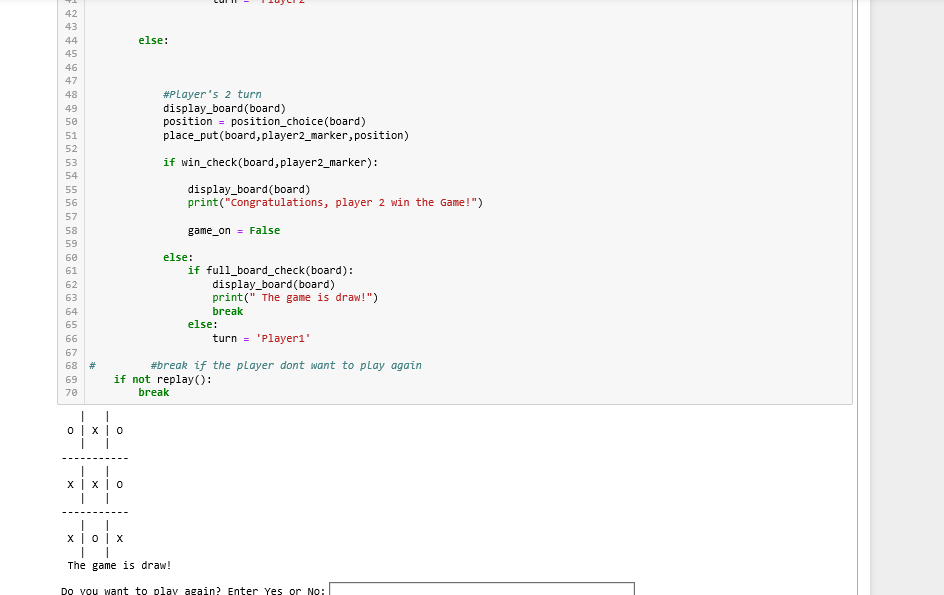 41 turn = 'Player2'
42
43
44 else:
45
46
47
48 #Player's 2 turn
49 display_board(board)
50 position = position_choice(board)
51 place_put(board,player2_marker,position)
52
53 if win_check(board,player2_marker):
54
55 display_board(board)
56 print("Congratulations, player 2 win the Game!")
57
58 game_on = False
59
60 else:
61 if full_board_check(board):
62 display_board(board)
63 print(" The game is draw!")
64 break
65 else:
66 turn = 'Player1'
67
68 # #break if the player dont want to play again
69 if not replay():
70 break
| |
o | x | o
| |
-----------
| |
x | x | o
| |
-----------
| |
x | o | x
| |
The game is draw!
Do you want to play again? Enter Yes or No: